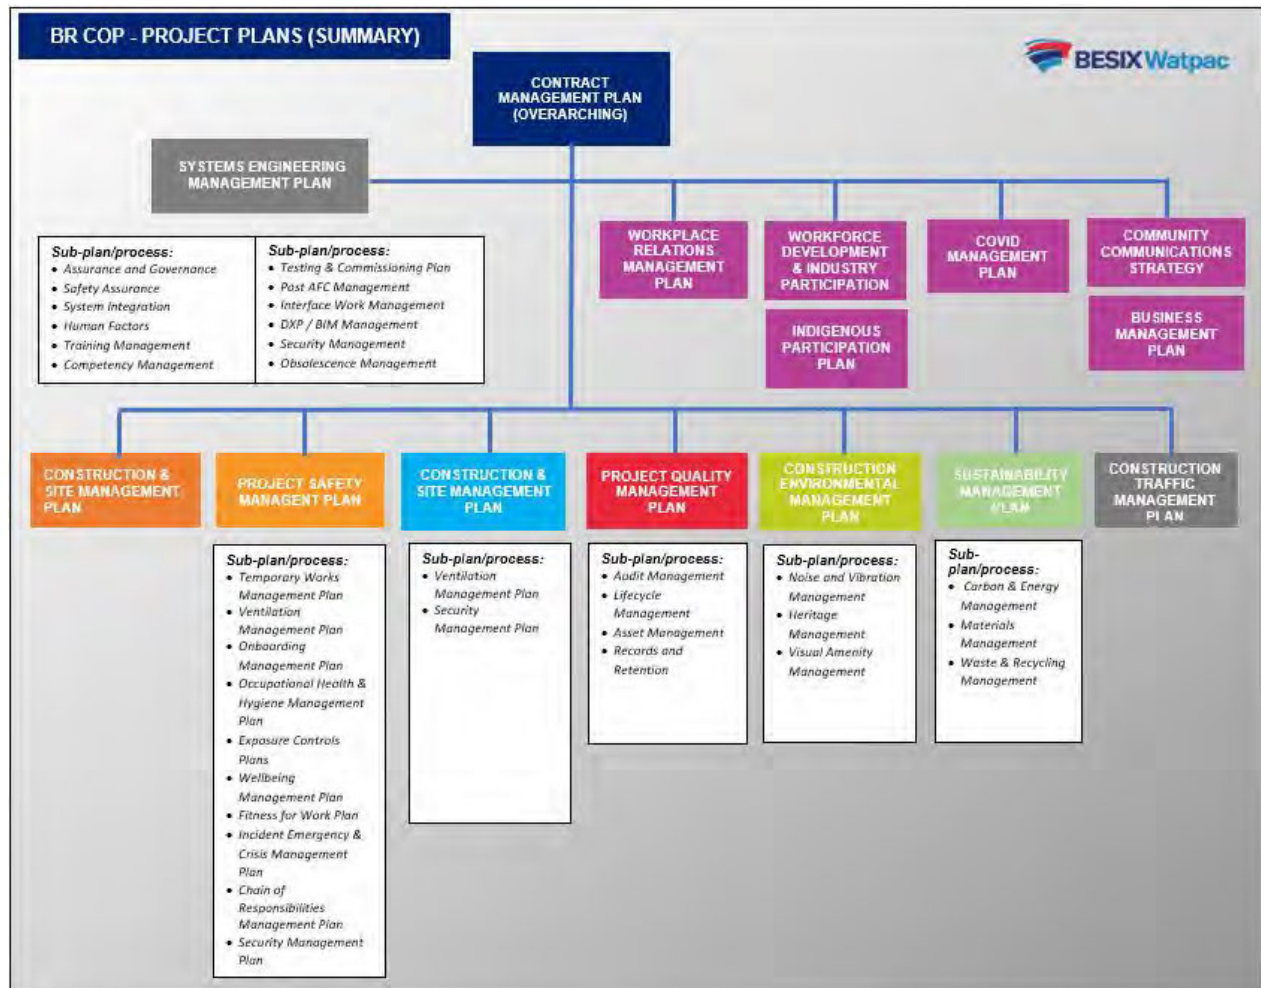 BR COP - PROJECT PLANS (SUMMARY)
BESIX Watpac
CONTRACT
MANAGEMENT PLAN
(OVERARCHING)
SYSTEMS ENGINEERING
MANAGEMENT PLAN
WORKPLACE
RELATIONS
MANAGEMENT
PLAN
WORKFORCE
DEVELOPMENT
& INDUSTRY
PARTICIPATION
COVID
MANAGEMENT
PLAN
COMMUNITY
COMMUNICATIONS
STRATEGY
INDIGENOUS
PARTICIPATION
PLAN
BUSINESS
MANAGEMENT
PLAN
Sub-plan/process:
• Assurance and Governance
• Safety Assurance
• System Integration
• Human Factors
• Training Management
• Competency Management
Sub-plan/process:
• Testing & Commissioning Plan
• Post AFC Management
• Interface Work Management
• DXP / BIM Management
• Security Management
• Obsolescence Management
CONSTRUCTION &
SITE MANAGEMENT
PLAN
PROJECT SAFETY
MANAGENT PLAN
CONSTRUCTION &
SITE MANAGEMENT
PLAN
PROJECT QUALITY
MANAGEMENT
PLAN
CONSTRUCTION
ENVIRONMENTAL
MANAGEMENT
PLAN
SUSTAINABILITY
MANAGEMENT
PLAN
CONSTRUCTION
TRAFFIC
MANAGEMENT
PLAN
Sub-plan/process:
• Temporary Works
Management Plan
• Ventilation
Management Plan
• Onboarding
Management Plan
• Occupational Health &
Hygiene Management
Plan
• Exposure Controls
Plans
• Wellbeing
Management Plan
• Fitness for Work Plan
• Incident Emergency &
Crisis Management
Plan
• Chain of
Responsibilities
Management Plan
• Security Management
Plan
Sub-plan/process:
• Ventilation
Management Plan
• Security
Management Plan
Sub-plan/process:
• Audit Management
• Lifecycle
Management
• Asset Management
• Records and
Retention
Sub-plan/process:
• Noise and Vibration
Management
• Heritage
Management
• Visual Amenity
Management
Sub-
plan/process:
• Carbon & Energy
Management
• Materials
Management
• Waste & Recycling
Management